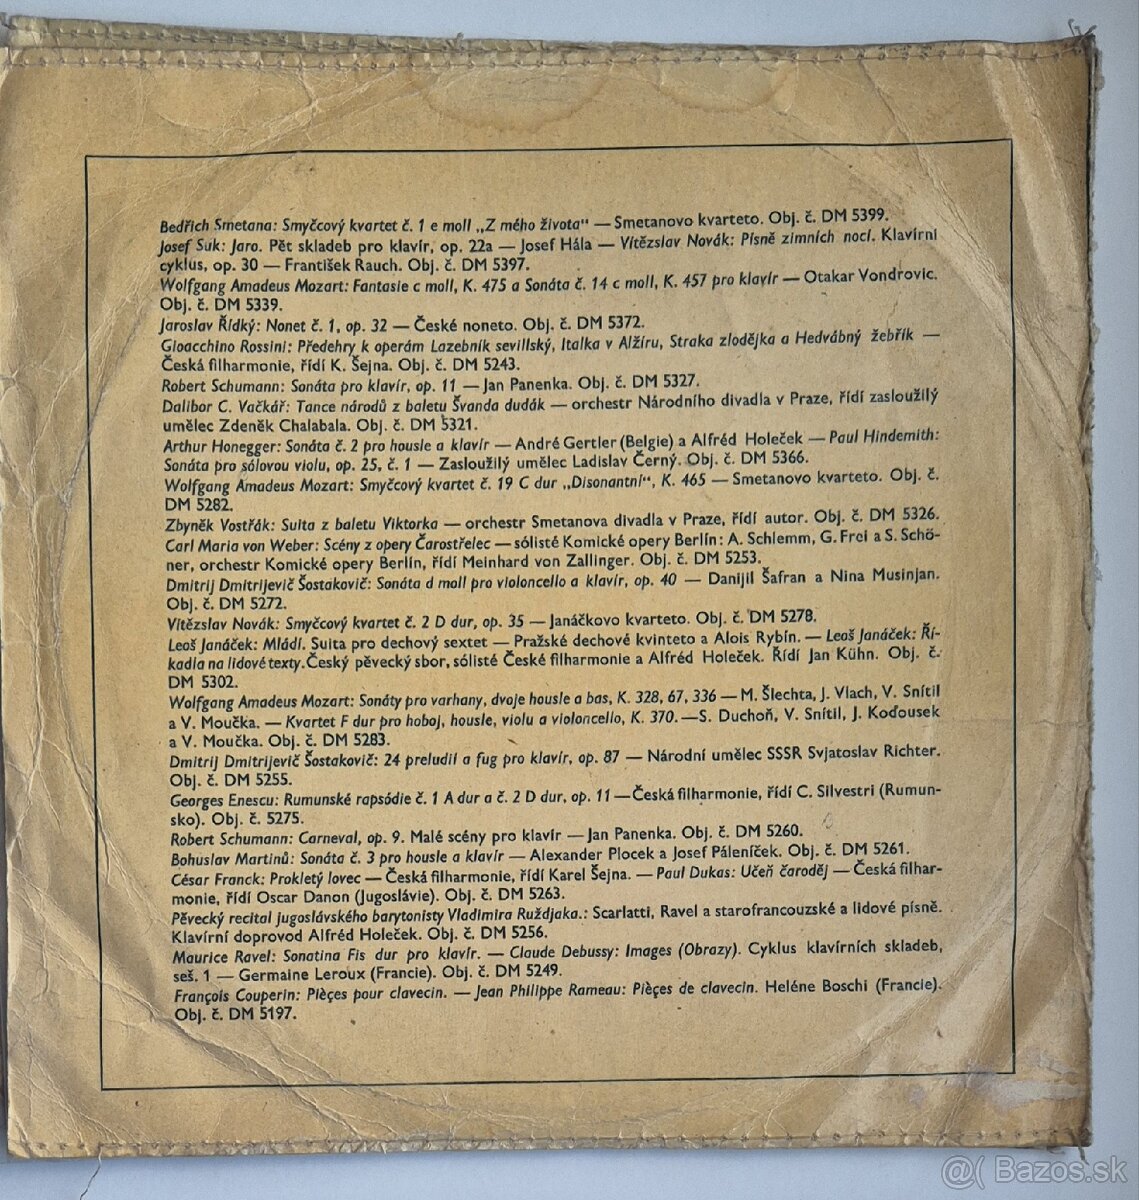 Bedřich Smetana: Smyčcový kvartet č. 1 e moll „Z mého života“ — Smetanovo kvarteto. Obj. č. DM 5399.
Josef Suk: Jaro. Pět skladeb pro klavír, op. 22a — Josef Hála — Vítězslav Novák: Písně zimních nocí. Klavírní
cyklus, op. 30 — František Rauch. Obj. č. DM 5397.
Wolfgang Amadeus Mozart: Fantasie c moll, K. 475 a Sonáta č. 14 c moll, K. 457 pro klavír — Otakar Vondrovic.
Obj. č. DM 5339.
Jaroslav Řídký: Nonet č. 1, op. 32 — České noneto. Obj. č. DM 5372.
Gioacchino Rossini: Předehry k operám Lazebník sevillský, Italka v Alžíru, Straka zlodějka a Hedvábný žebřík —
Česká filharmonie, řídí K. Šejna. Obj. č. DM 5243.
Robert Schumann: Sonáta pro klavír, op. 11 — Jan Panenka. Obj. č. DM 5327.
Dalibor C. Vačkář: Tance národů z baletu Švanda dudák — orchestr Národního divadla v Praze, řídí zasloužilý
umělec Zdeněk Chalabala. Obj. č. DM 5321.
Arthur Honegger: Sonáta č. 2 pro housle a klavír — André Gertler (Belgie) a Alfréd Holeček — Paul Hindemith:
Sonáta pro sólovou violu, op. 25, č. 1 — Zasloužilý umělec Ladislav Černý. Obj. č. DM 5366.
Wolfgang Amadeus Mozart: Smyčcový kvartet č. 19 C dur „Disonantní“, K. 465 — Smetanovo kvarteto. Obj. č.
DM 5282.
Zbyněk Vostřák: Suita z baletu Viktorka — orchestr Smetanova divadla v Praze, řídí autor. Obj. č. DM 5326.
Carl Maria von Weber: Scény z opery Čarostřelec — sólisté Komické opery Berlín: A. Schlemm, G. Frei a S. Schö-
ner, orchestr Komické opery Berlín, řídí Meinhard von Zallinger. Obj. č. DM 5253.
Dmitrij Dmitrijevič Šostakovič: Sonáta d moll pro violoncello a klavír, op. 40 — Danijil Šafran a Nina Musinjan.
Obj. č. DM 5272.
Vítězslav Novák: Smyčcový kvartet č. 2 D dur, op. 35 — Janáčkovo kvarteto. Obj. č. DM 5278.
Leoš Janáček: Mládí. Suita pro dechový sextet — Pražské dechové kvinteto a Alois Rybín. — Leoš Janáček: Ří-
kadla na lidové texty. Český pěvecký sbor, sólisté České filharmonie a Alfréd Holeček. Řídí Jan Kühn. Obj. č.
DM 5302.
Wolfgang Amadeus Mozart: Sonáty pro varhany, dvoje housle a bas, K. 328, 67, 336 — M. Šlechta, J. Vlach, V. Snítil
a V. Moučka. — Kvartet F dur pro hoboj, housle, violu a violoncello, K. 370. — S. Duchoň, V. Snítil, J. Koďousek
a V. Moučka. Obj. č. DM 5283.
Dmitrij Dmitrijevič Šostakovič: 24 preludií a fug pro klavír, op. 87 — Národní umělec SSSR Svjatoslav Richter.
Obj. č. DM 5255.
Georges Enescu: Rumunské rapsódie č. 1 A dur a č. 2 D dur, op. 11 — Česká filharmonie, řídí C. Silvestri (Rumun-
sko). Obj. č. 5275.
Robert Schumann: Carneval, op. 9. Malé scény pro klavír — Jan Panenka. Obj. č. DM 5260.
Bohuslav Martinů: Sonáta č. 3 pro housle a klavír — Alexander Plocek a Josef Páleníček. Obj. č. DM 5261.
César Franck: Prokletý lovec — Česká filharmonie, řídí Karel Šejna. — Paul Dukas: Učeň čaroděj — Česká filhar-
monie, řídí Oscar Danon (Jugoslávie). Obj. č. DM 5263.
Pěvecký recital jugoslávského barytonisty Vladimira Ruždjaka.: Scarlatti, Ravel a starofrancouzské a lidové písně.
Klavírní doprovod Alfréd Holeček. Obj. č. DM 5256.
Maurice Ravel: Sonatina Fis dur pro klavír. — Claude Debussy: Images (Obrazy). Cyklus klavírních skladeb,
seš. 1 — Germaine Leroux (Francie). Obj. č. DM 5249.
François Couperin: Pièçes pour clavecin. — Jean Philippe Rameau: Pièçes de clavecin. Heléne Boschi (Francie).
Obj. č. DM 5197.
@( Bazos.sk